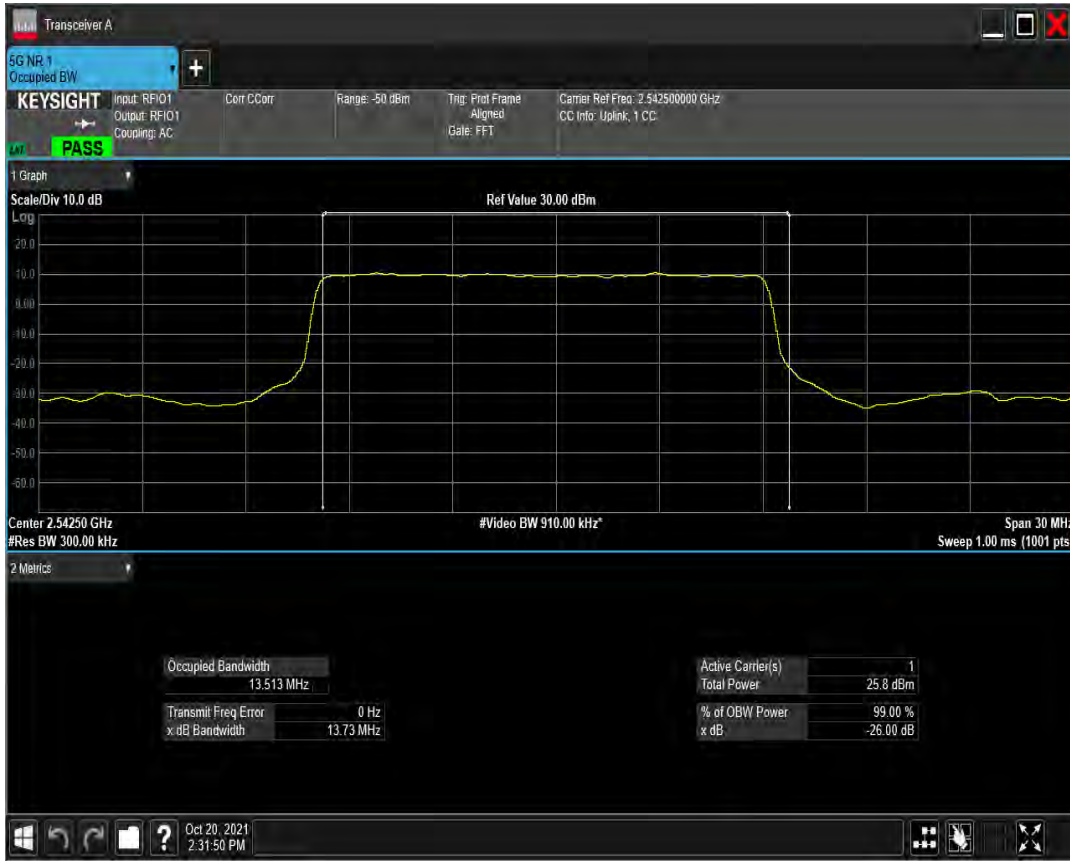 Transceiver A
5G NR 1
Occupied BW
+
KEYSIGHT
Input: RFIO1
Output: RFIO1
Coupling: AC
Corr CCorr
Range: -50 dBm
Trig: Prot Frame
Aligned
Gate: FFT
Carrier Ref Freq: 2.542500000 GHz
CC Info: Uplink, 1 CC
PASS
1 Graph
Scale/Div 10.0 dB
Ref Value 30.00 dBm
Log
20.0
10.0
0.00
-10.0
-20.0
-30.0
-40.0
-50.0
-60.0
Center 2.54250 GHz
#Video BW 910.00 kHz*
Span 30 MHz
#Res BW 300.00 kHz
Sweep 1.00 ms (1001 pts
2 Metrics
Occupied Bandwidth
13.513 MHz
Transmit Freq Error 0 Hz
x dB Bandwidth 13.73 MHz
Active Carrier(s) 1
Total Power 25.8 dBm
% of OBW Power 99.00 %
x dB -26.00 dB
?
Oct 20, 2021
2:31:50 PM